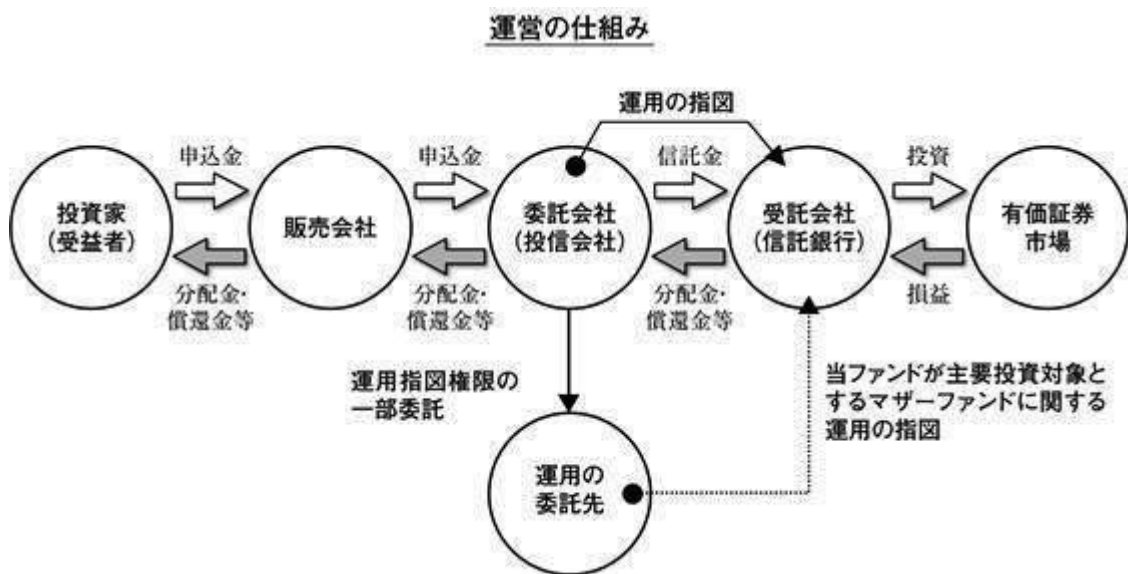 運営の仕組み
運用の指図
申込金
申込金
信託金
投資
投資家
(受益者)
販売会社
委託会社
(投信会社)
受託会社
(信託銀行)
有価証券
市場
分配金・
償還金等
分配金・
償還金等
分配金・
償還金等
損益
運用指図権限の
一部委託
当ファンドが主要投資対象と
するマザーファンドに関する
運用の指図
運用の
委託先